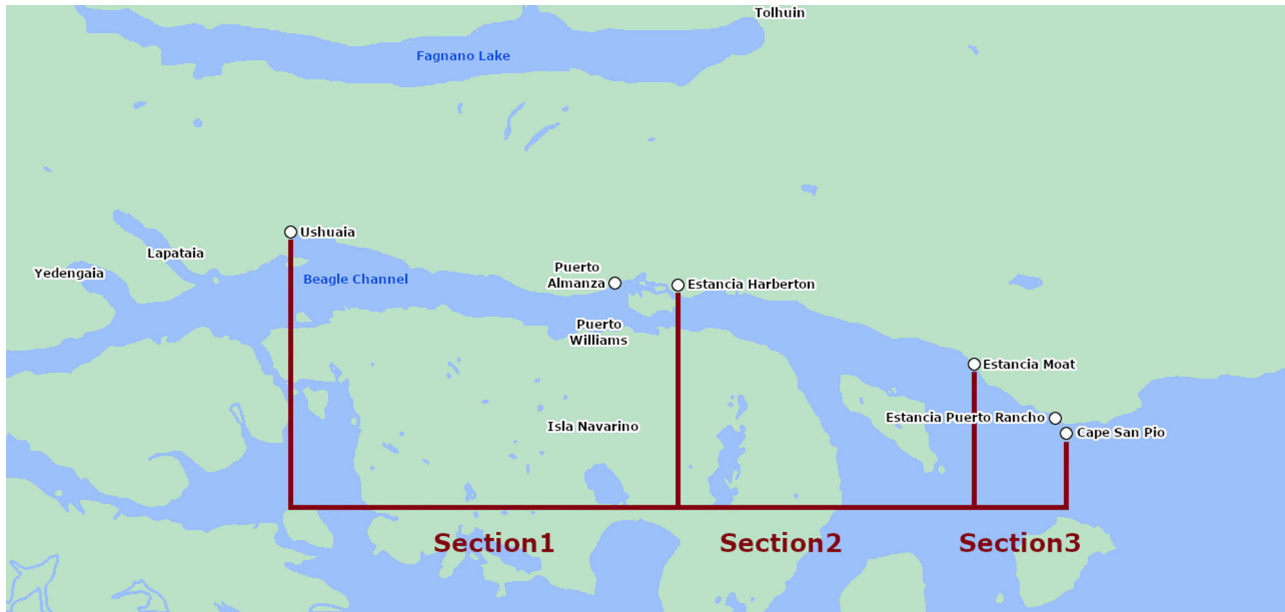 Tolhuin
Fagnano Lake
Ushuaia
Lapataia
Yedengaia
Beagle Channel
Puerto
Almanza
Estancia Harberton
Puerto
Williams
Estancia Moat
Estancia Puerto Rancho
Isla Navarino
Cape San Pio
Section1
Section2
Section3